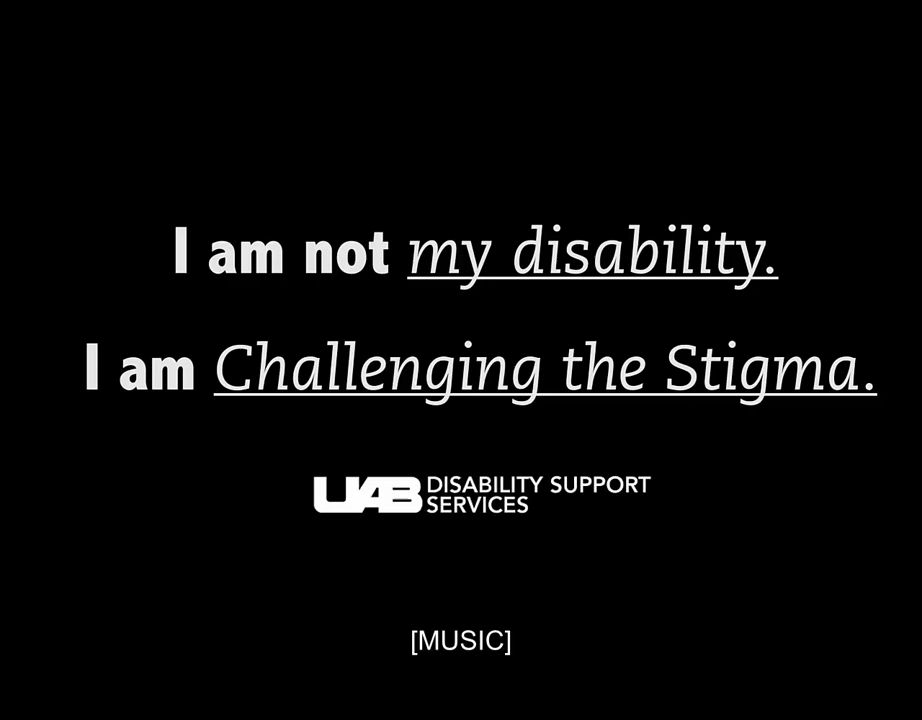 I am not my disability.
I am Challenging the Stigma.
UAB DISABILITY SUPPORT
SERVICES
[MUSIC]